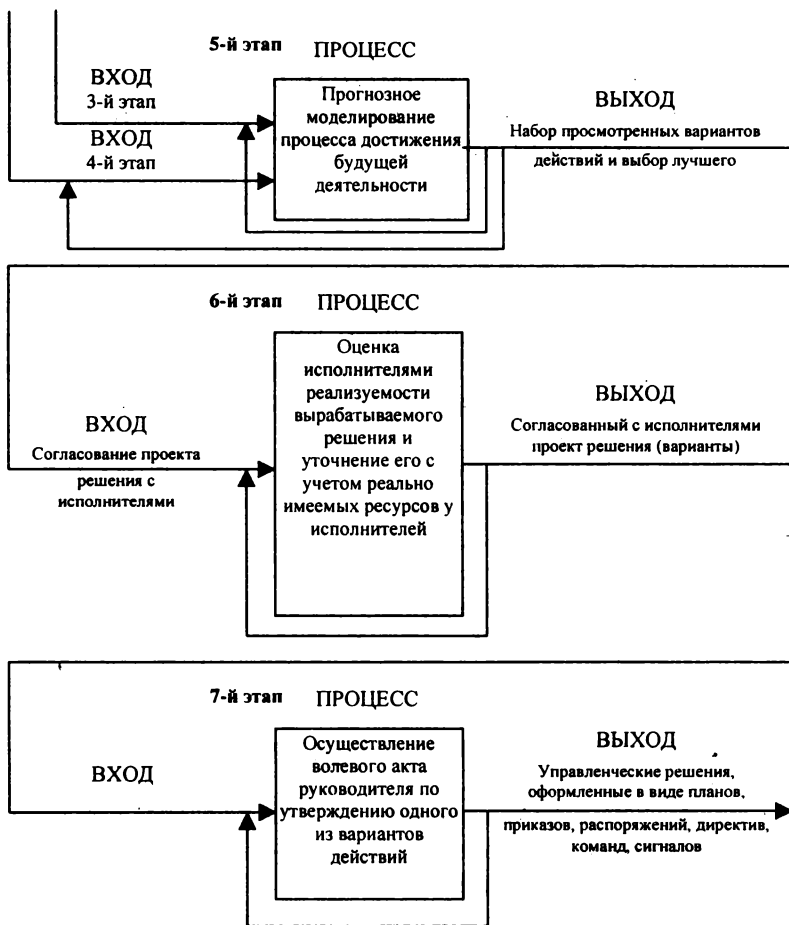 5-й этап ПРОЦЕСС
ВХОД
3-й этап
ВХОД
4-й этап
Прогнозное
моделирование
процесса достижения
будущей
деятельности
ВЫХОД
Набор просмотренных вариантов
действий и выбор лучшего
6-й этап ПРОЦЕСС
ВХОД
Согласование проекта
решения с
исполнителями
Оценка
исполнителями
реализуемости
вырабатываемого
решения и
уточнение его с
учетом реально
имеемых ресурсов у
исполнителей
ВЫХОД
Согласованный с исполнителями
проект решения (варианты)
7-й этап ПРОЦЕСС
ВХОД
Осуществление
волевого акта
руководителя по
утверждению одного
из вариантов
действий
ВЫХОД
Управленческие решения,
оформленные в виде планов,
приказов, распоряжений, директив,
команд, сигналов